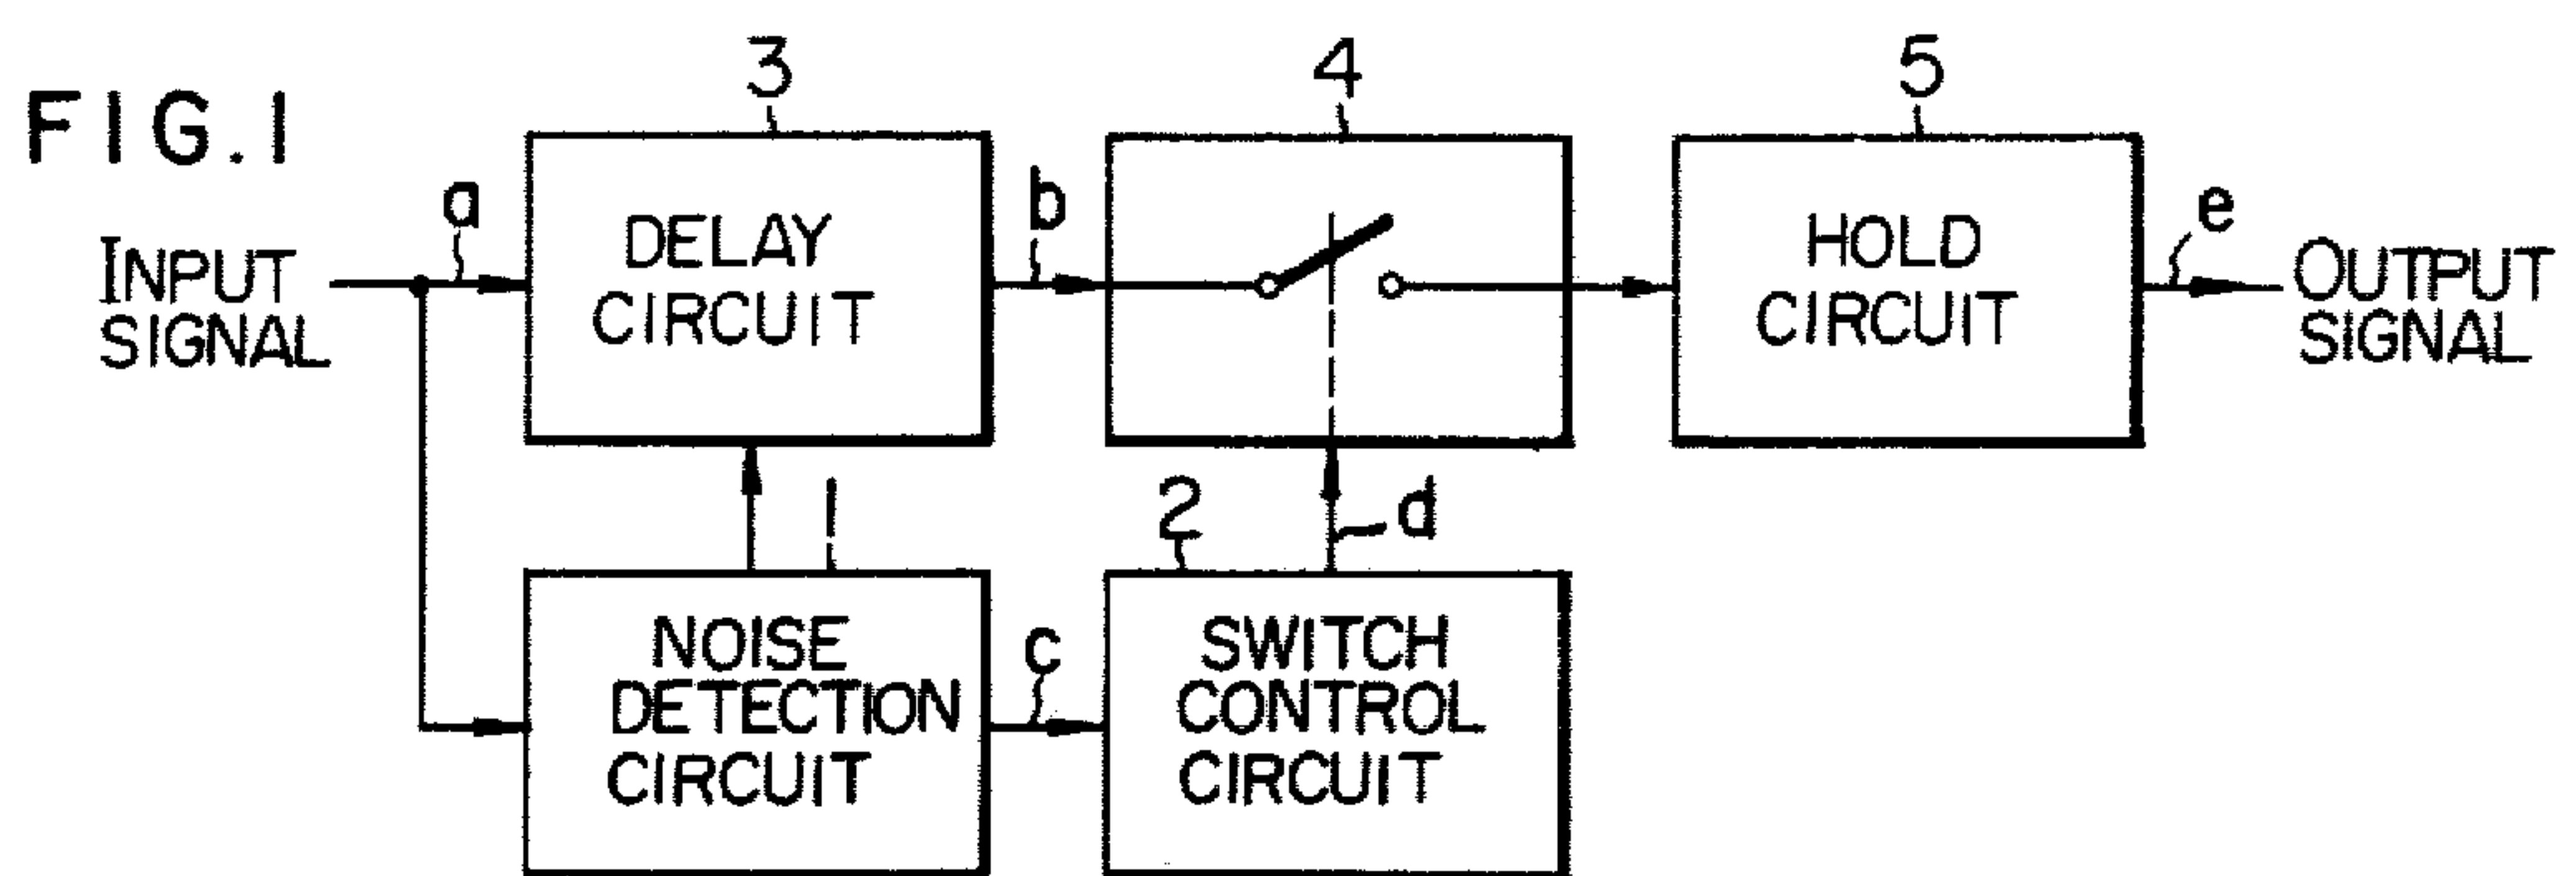 FIG.1
3
4
5
a
b
e
INPUT
SIGNAL
DELAY
CIRCUIT
HOLD
CIRCUIT
OUTPUT
SIGNAL
1
2
d
c
NOISE
DETECTION
CIRCUIT
SWITCH
CONTROL
CIRCUIT